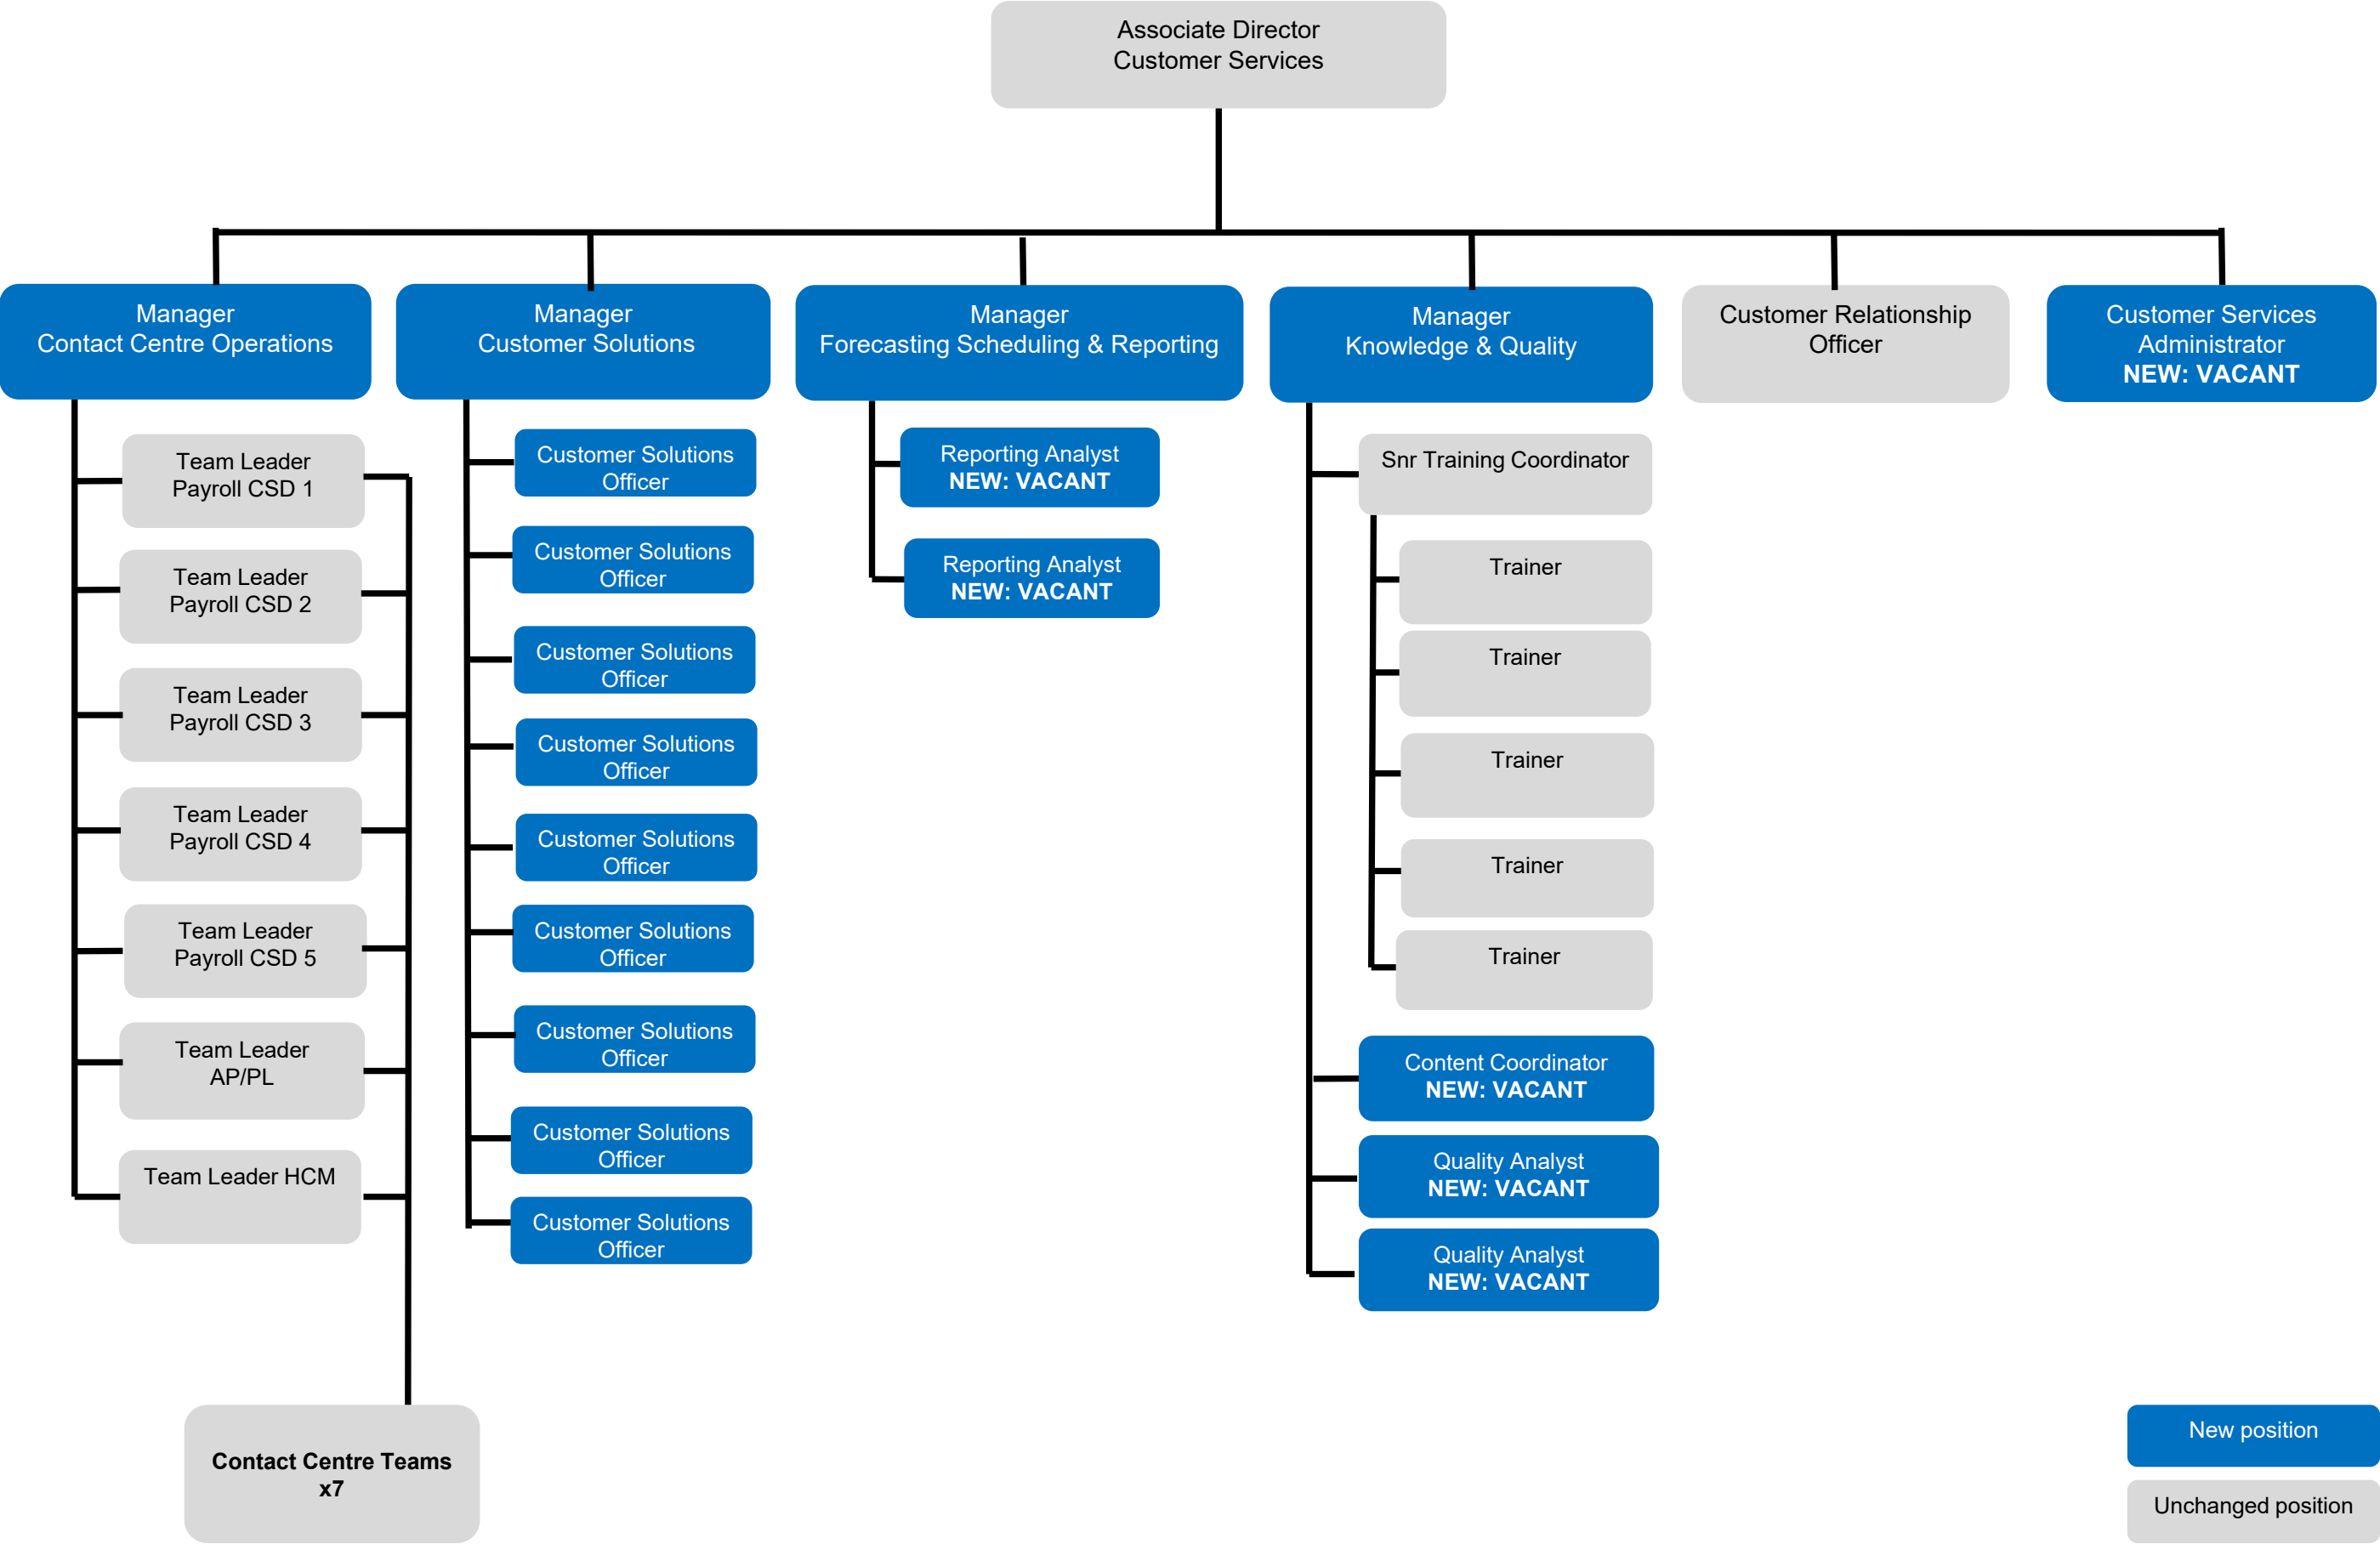 Associate Director
Customer Services
Manager
Contact Centre Operations
Manager
Customer Solutions
Manager
Forecasting Scheduling & Reporting
Manager
Knowledge & Quality
Customer Relationship
Officer
Customer Services
Administrator
NEW: VACANT
Team Leader
Payroll CSD 1
Team Leader
Payroll CSD 2
Team Leader
Payroll CSD 3
Team Leader
Payroll CSD 4
Team Leader
Payroll CSD 5
Team Leader
AP/PL
Team Leader HCM
Contact Centre Teams
x7
Customer Solutions
Officer
Customer Solutions
Officer
Customer Solutions
Officer
Customer Solutions
Officer
Customer Solutions
Officer
Customer Solutions
Officer
Customer Solutions
Officer
Customer Solutions
Officer
Customer Solutions
Officer
Reporting Analyst
NEW: VACANT
Reporting Analyst
NEW: VACANT
Snr Training Coordinator
Trainer
Trainer
Trainer
Trainer
Trainer
Content Coordinator
NEW: VACANT
Quality Analyst
NEW: VACANT
Quality Analyst
NEW: VACANT
New position
Unchanged position